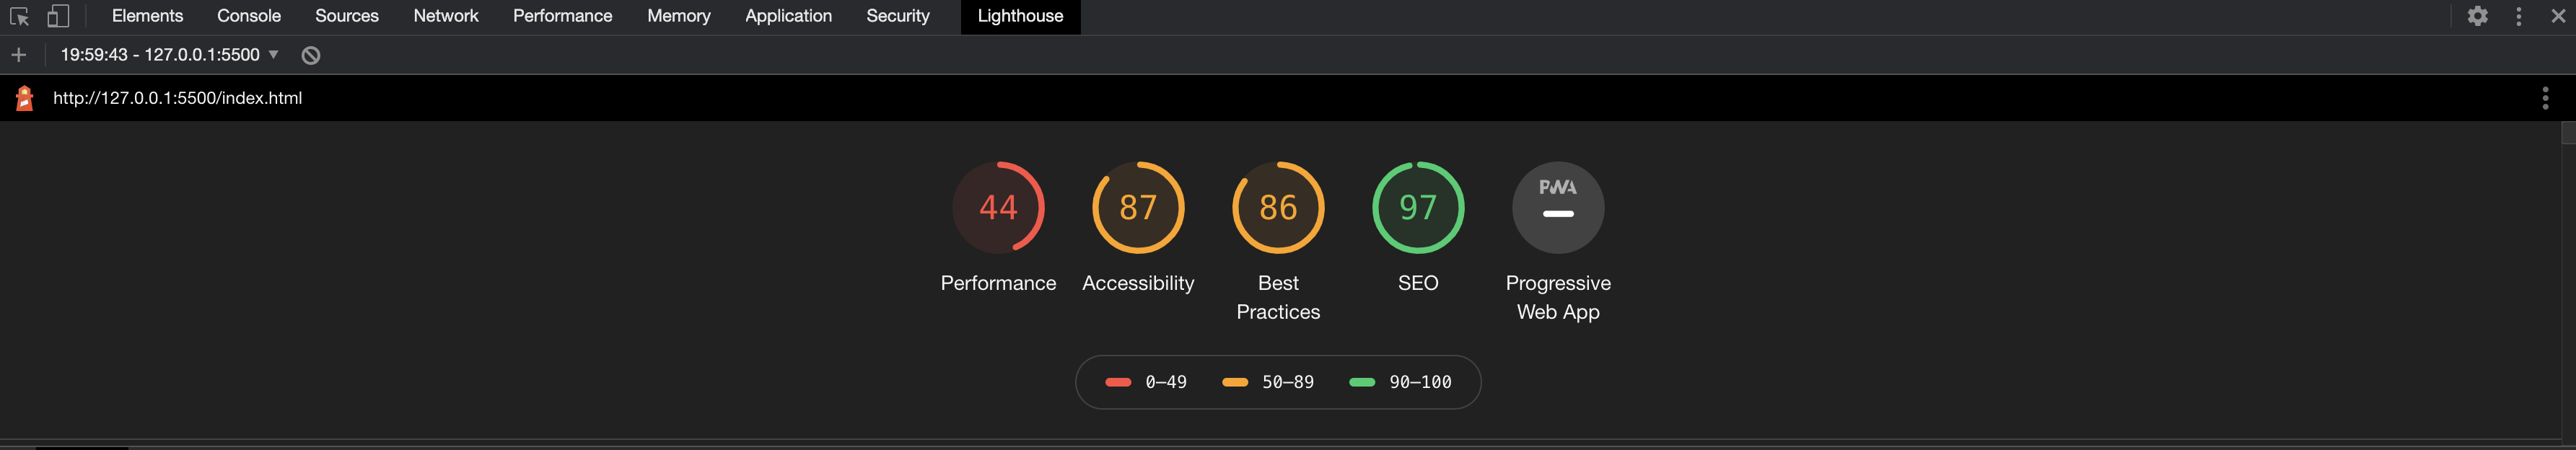 Elements Console Sources Network Performance Memory Application Security Lighthouse
19:59:43 - 127.0.0.1:5500
http://127.0.0.1:5500/index.html
44 87 86 97 PWA
Performance Accessibility Best Practices SEO Progressive Web App
0–49 50–89 90–100